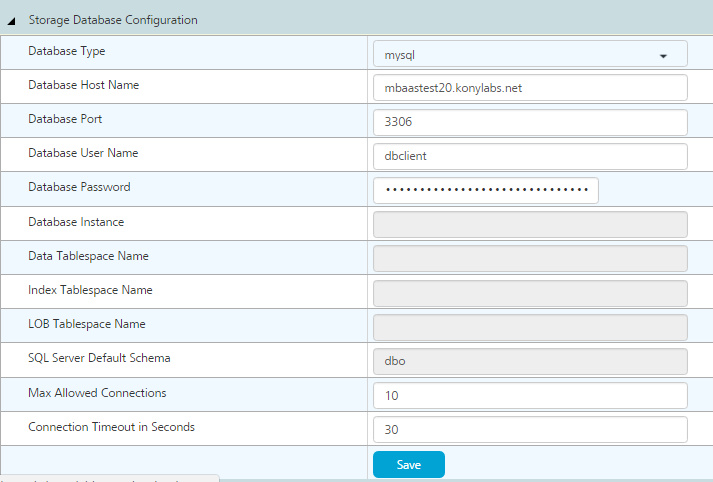 Storage Database Configuration
Database Type mysql
Database Host Name mbaastest20.konylabs.net
Database Port 3306
Database User Name dbclient
Database Password ••••••••••••••••••••••••••••••
Database Instance
Data Tablespace Name
Index Tablespace Name
LOB Tablespace Name
SQL Server Default Schema dbo
Max Allowed Connections 10
Connection Timeout in Seconds 30
Save